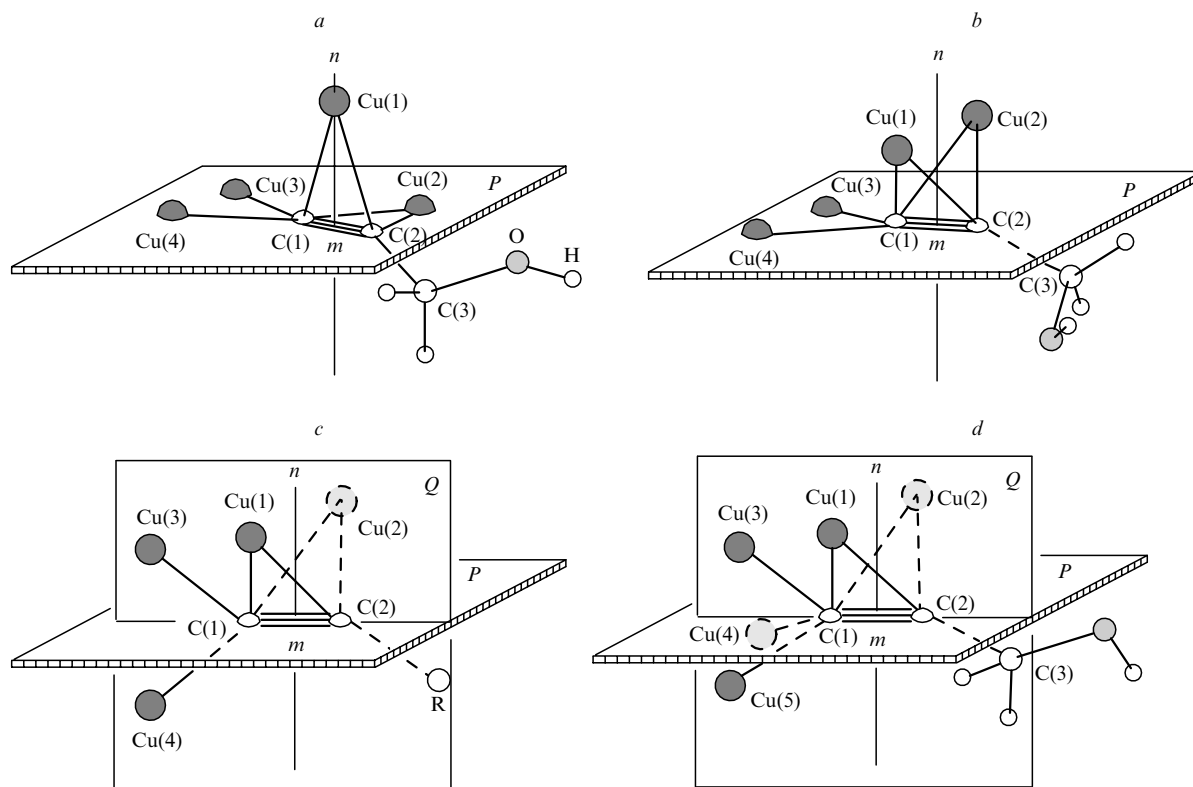 a
b
n
n
Cu(1)
Cu(1)
Cu(2)
Cu(3)
Cu(2)
P
Cu(3)
P
Cu(4)
C(1)
m
C(2)
O
H
C(3)
C(2)
C(1)
m
Cu(4)
C(3)
c
d
n
Q
n
Q
Cu(3)
Cu(1)
Cu(2)
Cu(3)
Cu(1)
Cu(2)
P
P
C(1)
C(2)
m
Cu(4)
R
Cu(4)
C(1)
C(2)
m
Cu(5)
C(3)